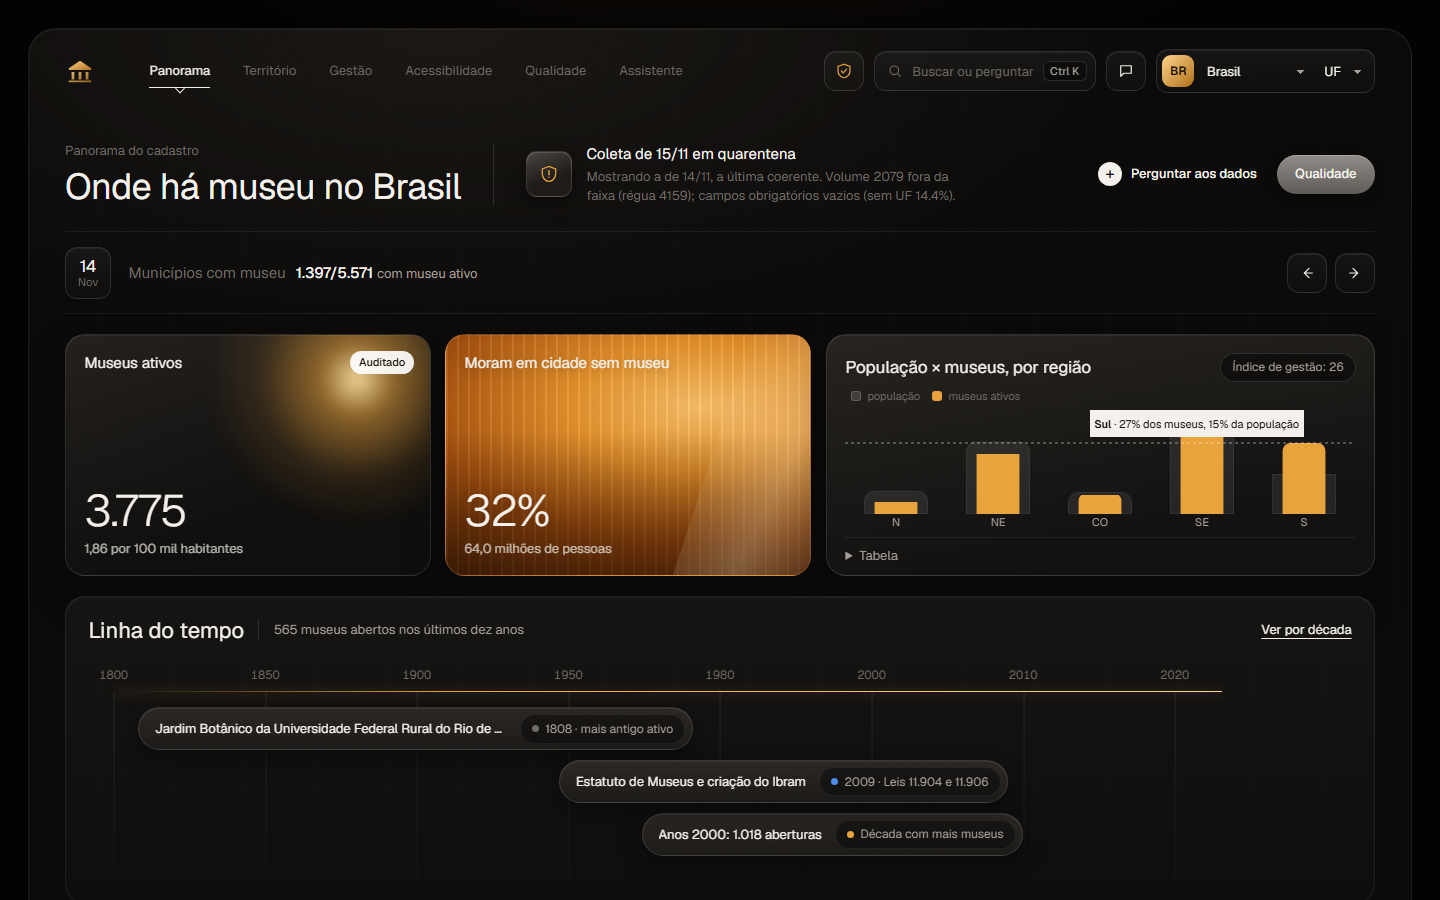 Panorama
Território
Gestão
Acessibilidade
Qualidade
Assistente
Buscar ou perguntar
Ctrl K
BR
Brasil
UF
Panorama do cadastro
Onde há museu no Brasil
Coleta de 15/11 em quarentena
Mostrando a de 14/11, a última coerente. Volume 2079 fora da
faixa (régua 4159); campos obrigatórios vazios (sem UF 14.4%).
Perguntar aos dados
Qualidade
14
Nov
Municípios com museu 1.397/5.571 com museu ativo
Museus ativos
Auditado
3.775
1,86 por 100 mil habitantes
Moram em cidade sem museu
32%
64,0 milhões de pessoas
População × museus, por região
Índice de gestão: 26
população
museus ativos
Sul · 27% dos museus, 15% da população
N
NE
CO
SE
S
Tabela
Linha do tempo
565 museus abertos nos últimos dez anos
Ver por década
1800
1850
1900
1950
1980
2000
2010
2020
Jardim Botânico da Universidade Federal Rural do Rio de ...
1808 · mais antigo ativo
Estatuto de Museus e criação do Ibram
2009 · Leis 11.904 e 11.906
Anos 2000: 1.018 aberturas
Década com mais museus